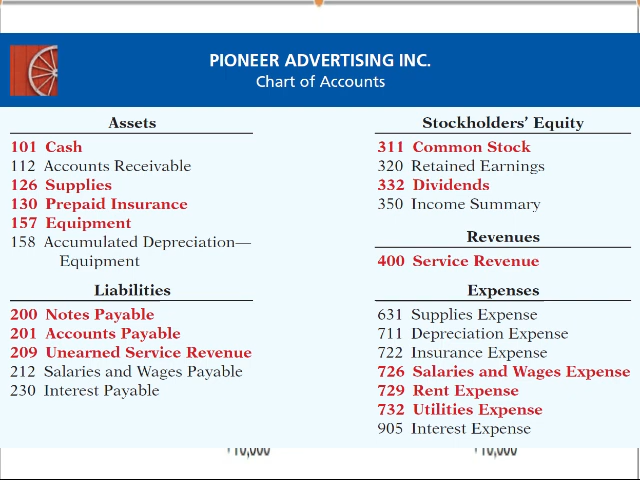 PIONEER ADVERTISING INC.
Chart of Accounts
Assets
101 Cash
112 Accounts Receivable
126 Supplies
130 Prepaid Insurance
157 Equipment
158 Accumulated Depreciation—
Equipment
Liabilities
200 Notes Payable
201 Accounts Payable
209 Unearned Service Revenue
212 Salaries and Wages Payable
230 Interest Payable
Stockholders' Equity
311 Common Stock
320 Retained Earnings
332 Dividends
350 Income Summary
Revenues
400 Service Revenue
Expenses
631 Supplies Expense
711 Depreciation Expense
722 Insurance Expense
726 Salaries and Wages Expense
729 Rent Expense
732 Utilities Expense
905 Interest Expense